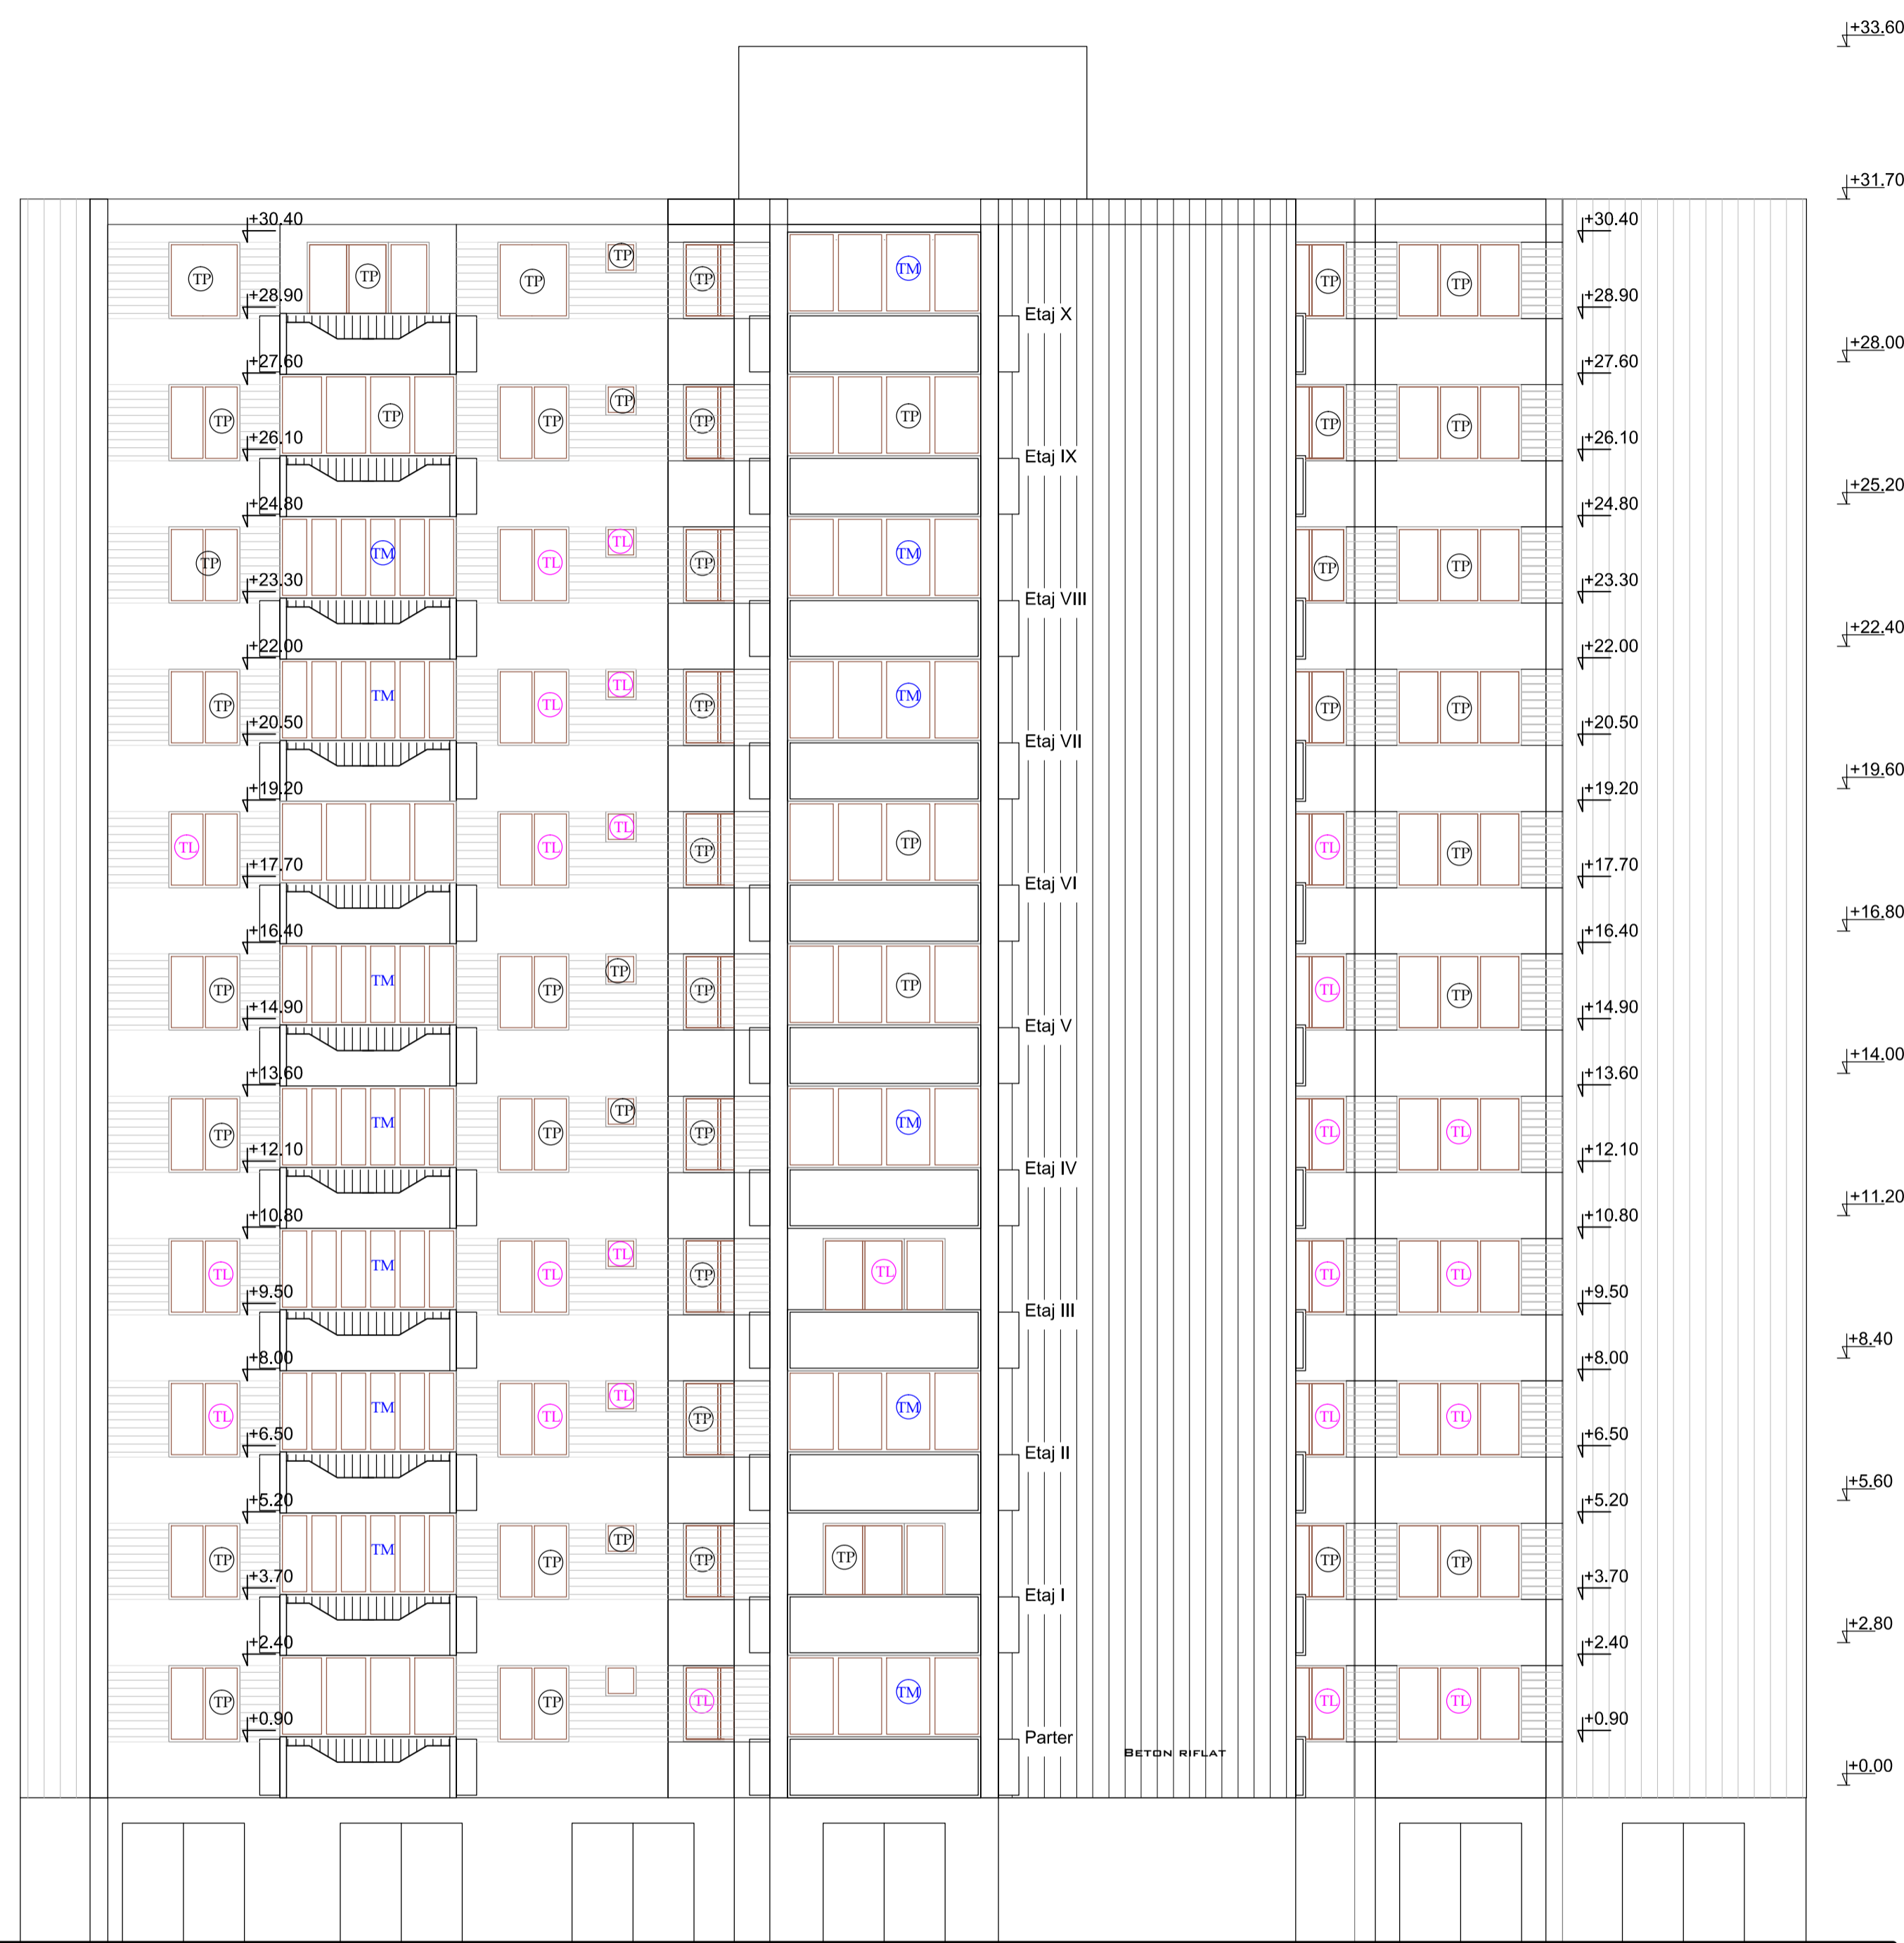 +33.60
+31.70
+30.40 +30.40
TP TP TP TP TP TM TP TP
+28.90 +28.90
Etaj X
+28.00
+27.60 +27.60
TP TP TP TP TP TP TP TP
+26.10 +26.10
Etaj IX
+25.20
+24.80 +24.80
TP TM TL TL TP TM TP TP
+23.30 +23.30
Etaj VIII
+22.40
+22.00 +22.00
TP TM TL TL TP TM TP TP
+20.50 +20.50
Etaj VII
+19.60
+19.20 +19.20
TL TL TL TP TP TL TP
+17.70 +17.70
Etaj VI
+16.80
+16.40 +16.40
TP TM TP TP TP TP TL TP
+14.90 +14.90
Etaj V
+14.00
+13.60 +13.60
TP TM TP TP TP TM TL TL
+12.10 +12.10
Etaj IV
+11.20
+10.80 +10.80
TL TM TL TL TP TL TL TL
+9.50 +9.50
Etaj III
+8.40
+8.00 +8.00
TL TM TL TL TP TM TL TL
+6.50 +6.50
Etaj II
+5.60
+5.20 +5.20
TP TM TP TP TP TP TP TP
+3.70 +3.70
Etaj I
+2.80
+2.40 +2.40
TP TP TL TM TL TL
+0.90 +0.90
Parter
BETON RIFLAT
+0.00